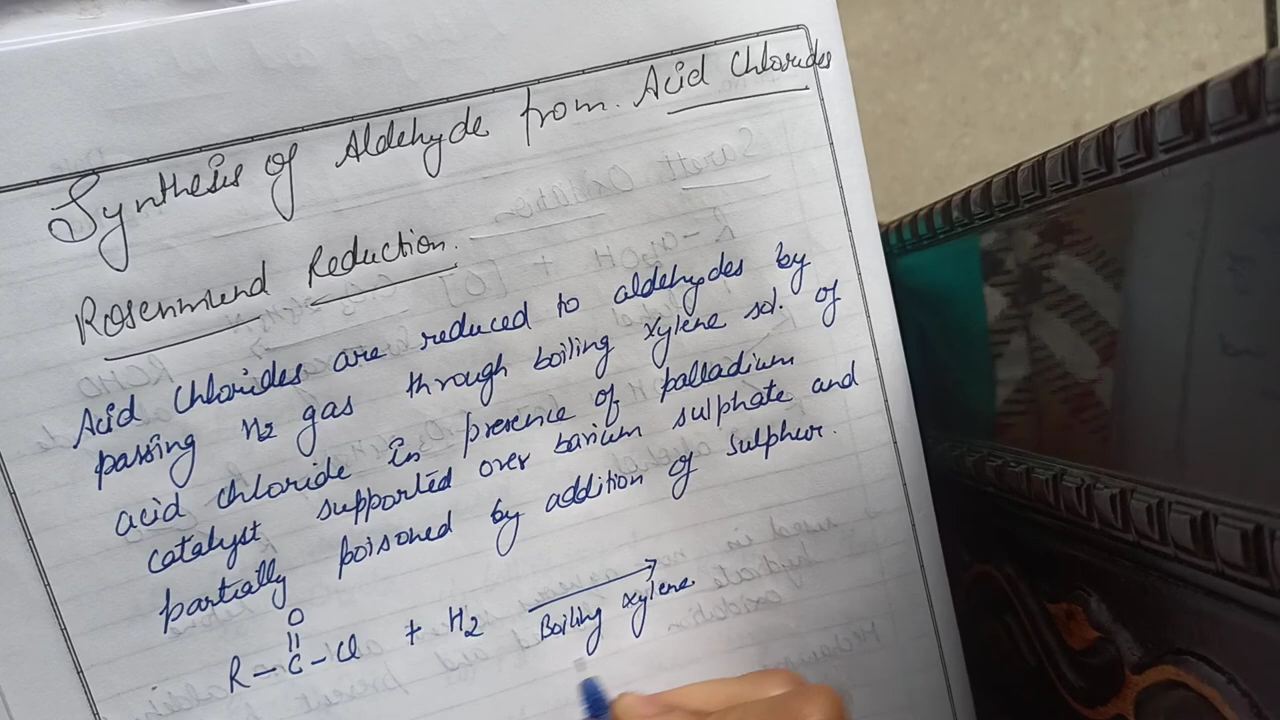 Synthesis of Aldehyde from Acid Chlorides
Rosenmund Reduction.
Acid Chlorides are reduced to aldehydes by
passing H2 gas through boiling xylene sol. of
acid chloride in presence of palladium
catalyst supported over barium sulphate and
partially poisoned by addition of sulphur.
O
||
R-C-Cl + H2 → Boiling xylene